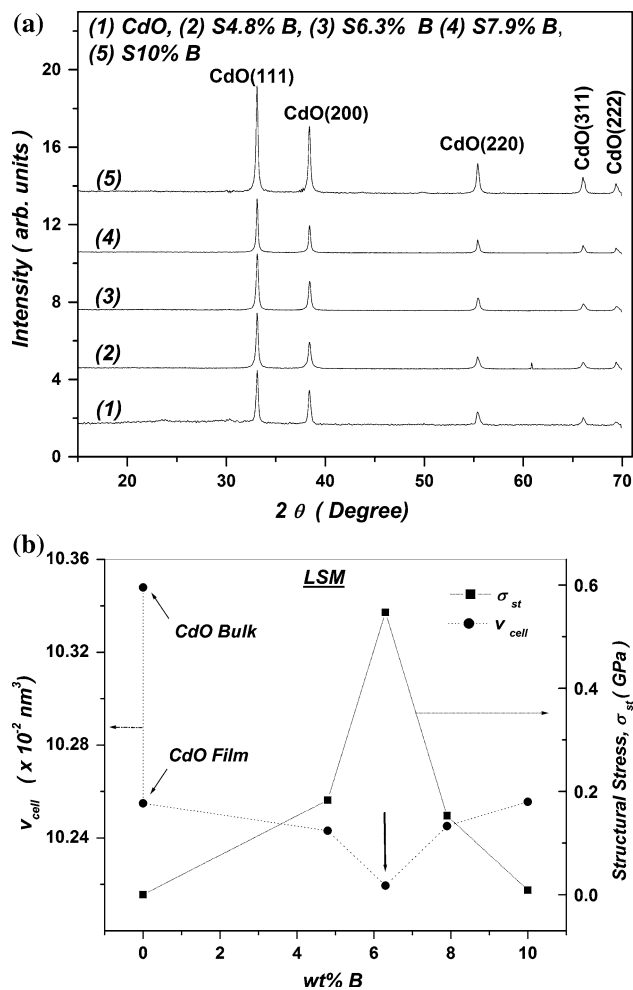 (a)
(1) CdO, (2) S4.8% B, (3) S6.3% B (4) S7.9% B,
(5) S10% B
CdO(111)
CdO(200)
CdO(220)
CdO(311)
CdO(222)
(5)
(4)
(3)
(2)
(1)
20
16
12
8
4
0
Intensity ( arb. units)
20 30 40 50 60 70
2 θ ( Degree)
(b)
LSM
σ st
v cell
CdO Bulk
CdO Film
10.36
10.32
10.28
10.24
v cell ( x 10-2 nm3)
0.6
0.4
0.2
0.0
Structural Stress, σ st ( GPa)
0 2 4 6 8 10
wt% B